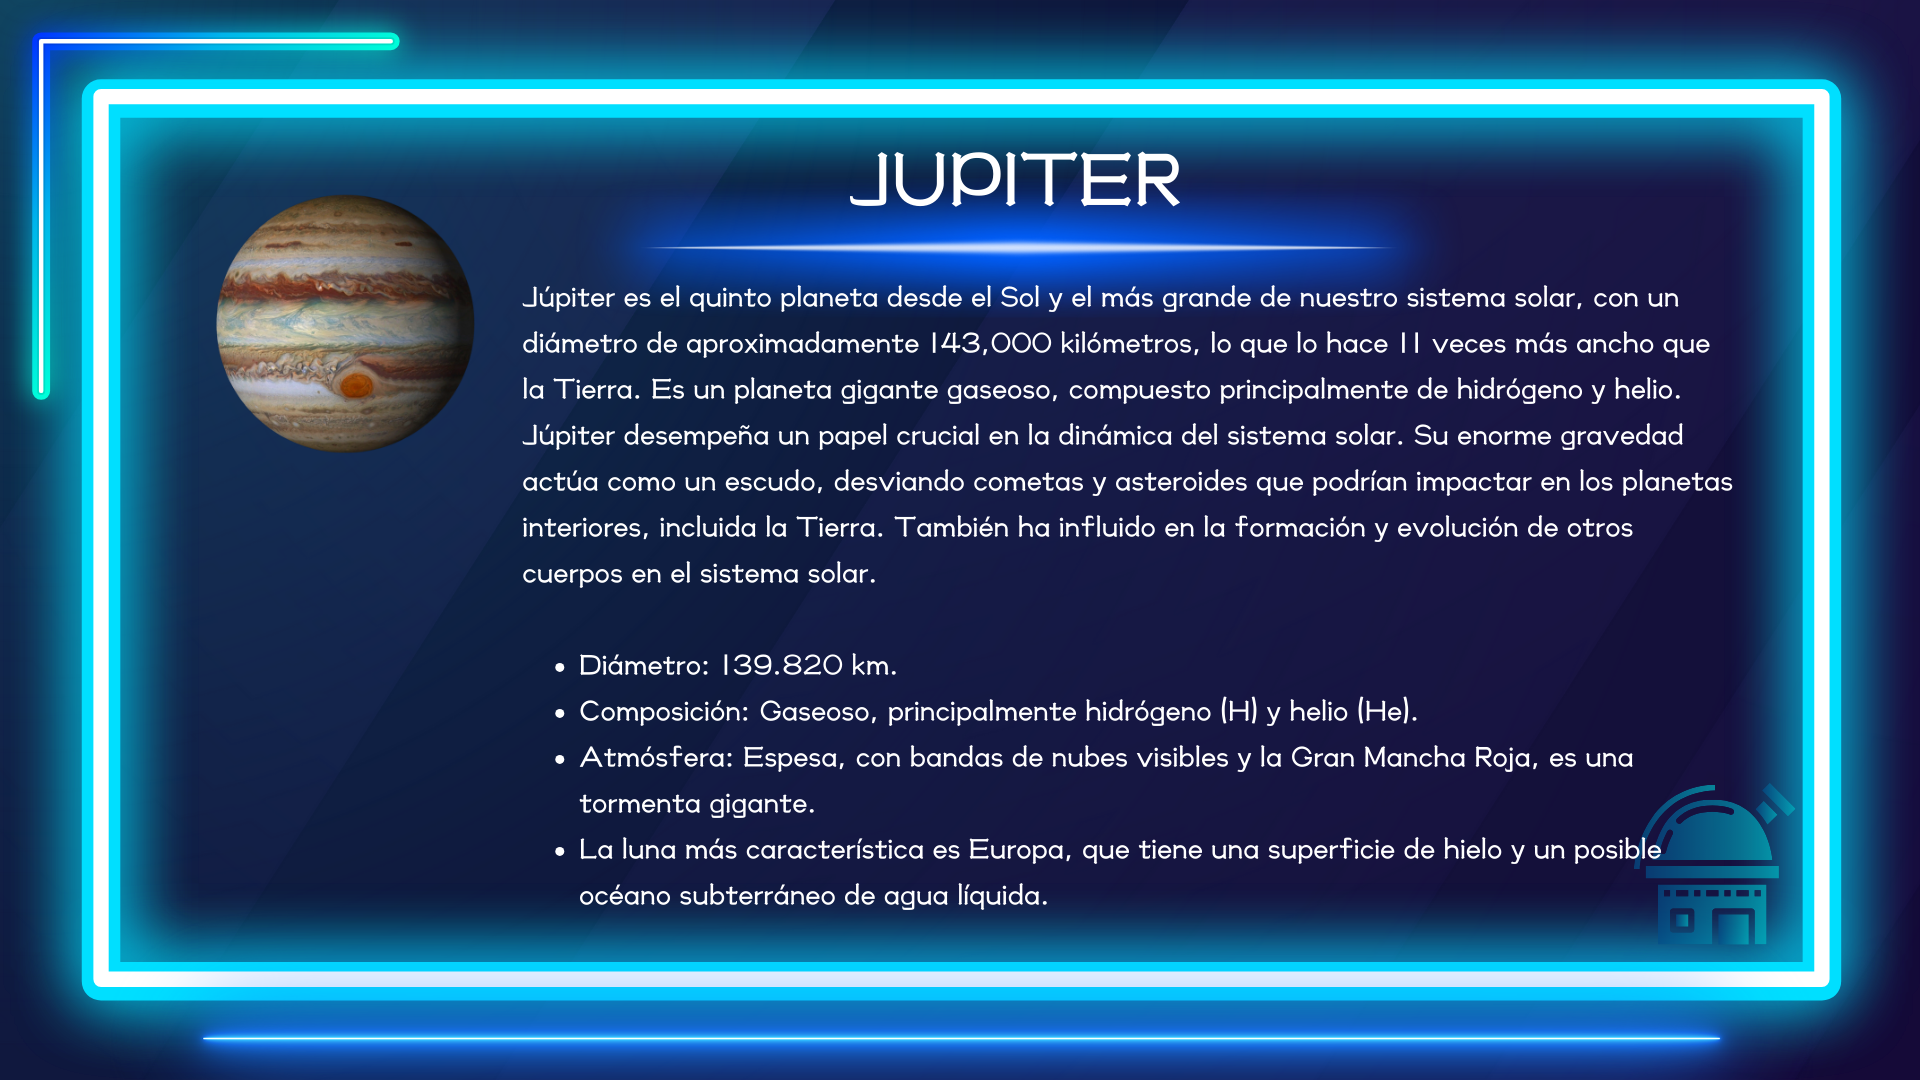 JUPITER
Júpiter es el quinto planeta desde el Sol y el más grande de nuestro sistema solar, con un
diámetro de aproximadamente 143,000 kilómetros, lo que lo hace 11 veces más ancho que
la Tierra. Es un planeta gigante gaseoso, compuesto principalmente de hidrógeno y helio.
Júpiter desempeña un papel crucial en la dinámica del sistema solar. Su enorme gravedad
actúa como un escudo, desviando cometas y asteroides que podrían impactar en los planetas
interiores, incluida la Tierra. También ha influido en la formación y evolución de otros
cuerpos en el sistema solar.
• Diámetro: 139.820 km.
• Composición: Gaseoso, principalmente hidrógeno (H) y helio (He).
• Atmósfera: Espesa, con bandas de nubes visibles y la Gran Mancha Roja, es una
tormenta gigante.
• La luna más característica es Europa, que tiene una superficie de hielo y un posible
océano subterráneo de agua líquida.